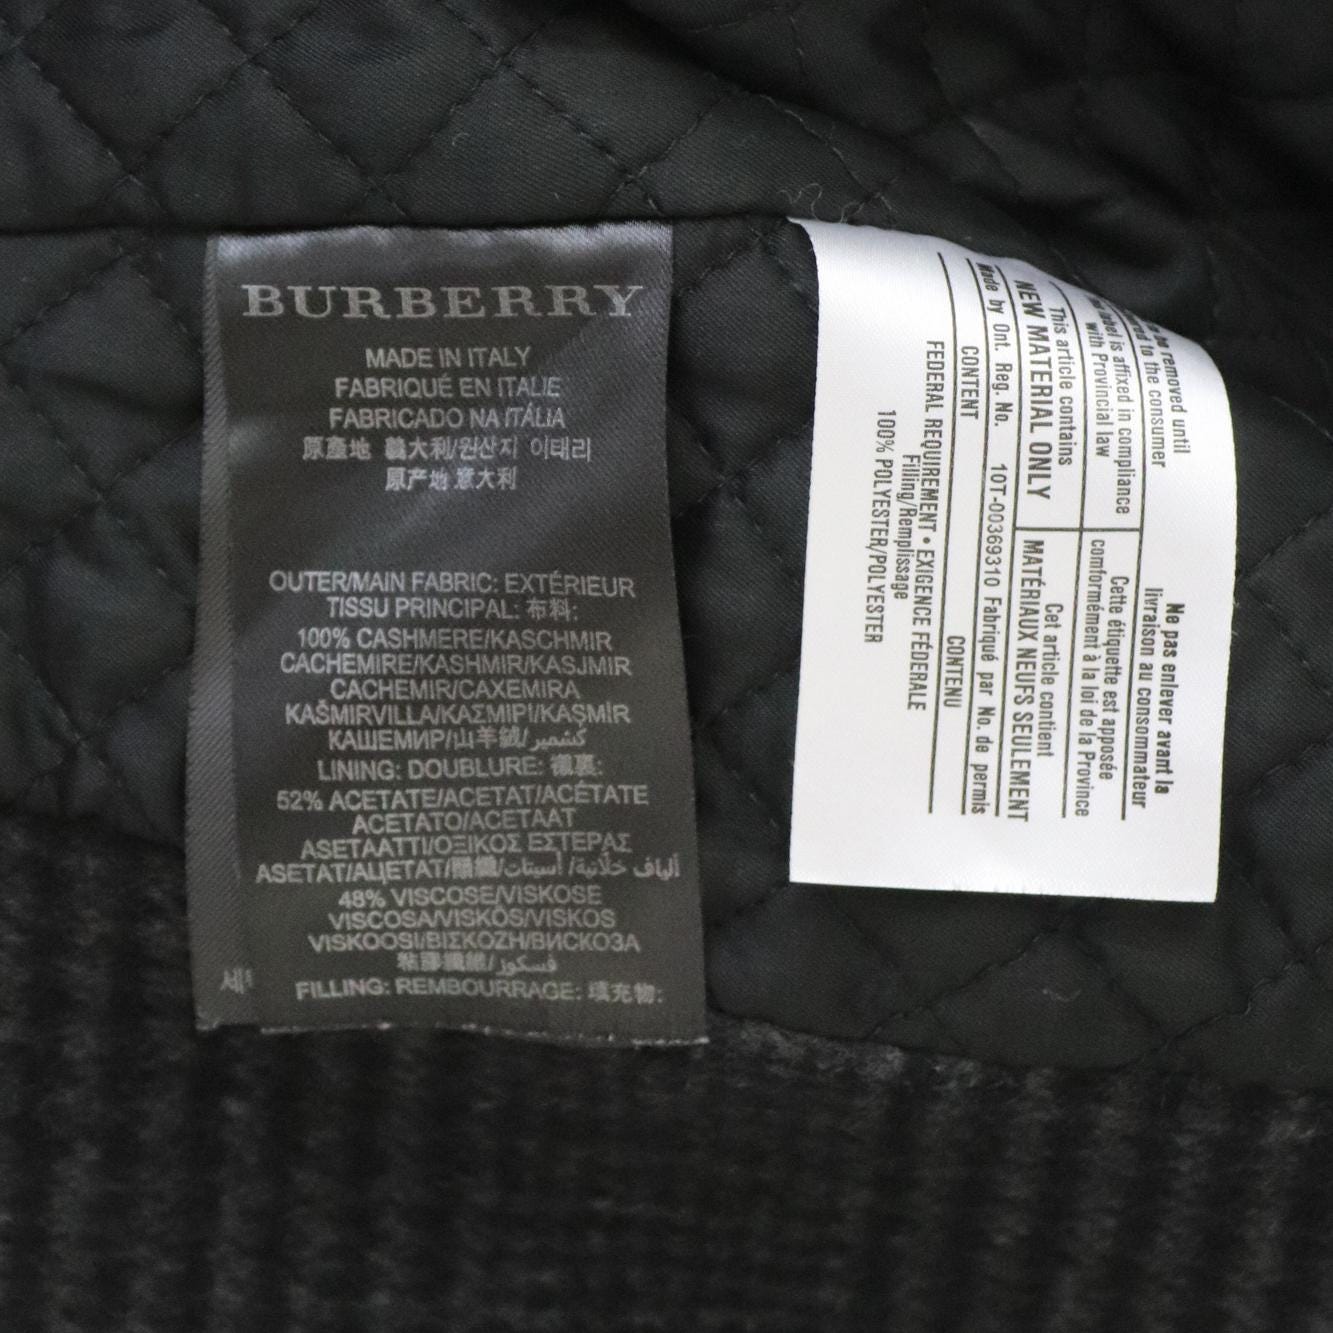 BURBERRY
MADE IN ITALY
FABRIQUÉ EN ITALIE
FABRICADO NA ITÁLIA
原產地 義大利/원산지 이태리
原产地 意大利
OUTER/MAIN FABRIC: EXTÉRIEUR
TISSU PRINCIPAL: 布料:
100% CASHMERE/KASCHMIR
CACHEMIRE/KASHMIR/KASJMIR
CACHEMIR/CAXEMIRA
KAŠMIRVILLA/ΚΑΣΜΙΡΙ/KAŞMİR
КАШЕМИР/山羊絨/كشمير
LINING: DOUBLURE: 襯裏:
52% ACETATE/ACETAT/ACÉTATE
ACETATO/ACETAAT
ASETAATTI/ΟΞΙΚΟΣ ΕΣΤΕΡΑΣ
ASETAT/АЦЕТАТ/醋纖/ألياف خلّاتية/ أسيتات
48% VISCOSE/VISKOSE
VISCOSA/VISKÓS/VISKOS
VISKOOSI/ΒΙΣΚΟΖΗ/ВИСКОЗА
粘膠纖維/فسكوز
FILLING: REMBOURRAGE: 填充物:
be removed until
to the consumer
label is affixed in compliance
with Provincial law
This article contains
NEW MATERIAL ONLY
Ne pas enlever avant la
livraison au consommateur
Cette étiquette est apposée
conformément à la loi de la Province
Cet article contient
MATÉRIAUX NEUFS SEULEMENT
Made by Ont. Reg. No. 10T-00369310 Fabriqué par No. de permis
CONTENT CONTENU
FEDERAL REQUIREMENT • EXIGENCE FÉDERALE
Filling/Remplissage
100% POLYESTER/POLYESTER